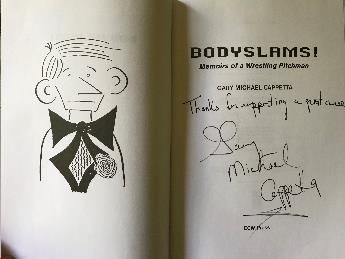 BODYSLAMS!
Memoirs of a Wrestling Pitchman
GARY MICHAEL CAPPETTA
Thanks for supporting a great cause
Gary
Michael
Cappetta
ECW Press